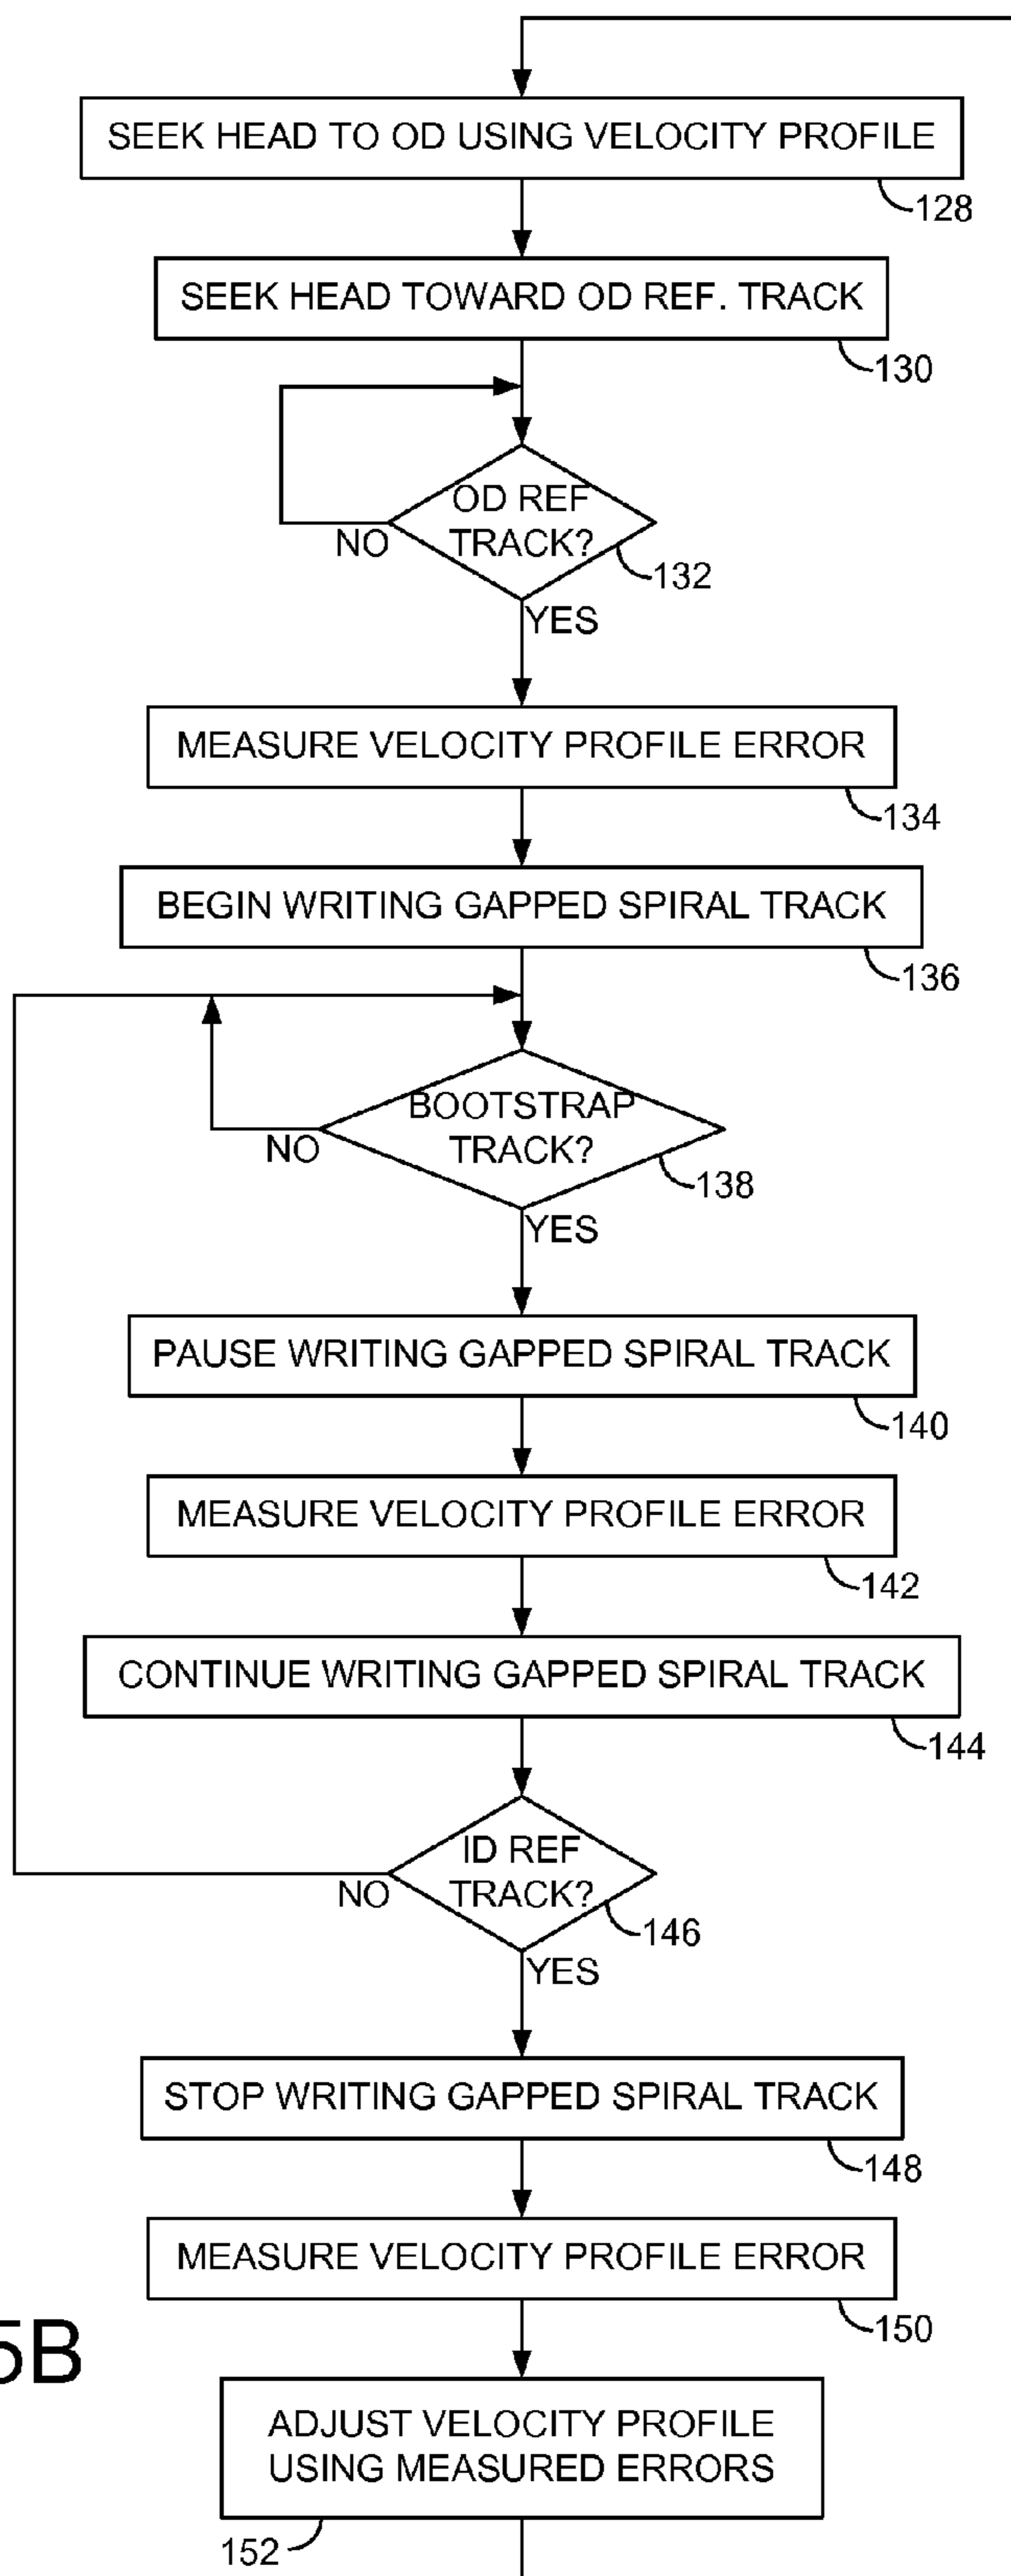 SEEK HEAD TO OD USING VELOCITY PROFILE
128
SEEK HEAD TOWARD OD REF. TRACK
130
OD REF
TRACK?
NO
132
YES
MEASURE VELOCITY PROFILE ERROR
134
BEGIN WRITING GAPPED SPIRAL TRACK
136
BOOTSTRAP
TRACK?
NO
138
YES
PAUSE WRITING GAPPED SPIRAL TRACK
140
MEASURE VELOCITY PROFILE ERROR
142
CONTINUE WRITING GAPPED SPIRAL TRACK
144
ID REF
TRACK?
NO
146
YES
STOP WRITING GAPPED SPIRAL TRACK
148
MEASURE VELOCITY PROFILE ERROR
150
5B
ADJUST VELOCITY PROFILE
USING MEASURED ERRORS
152